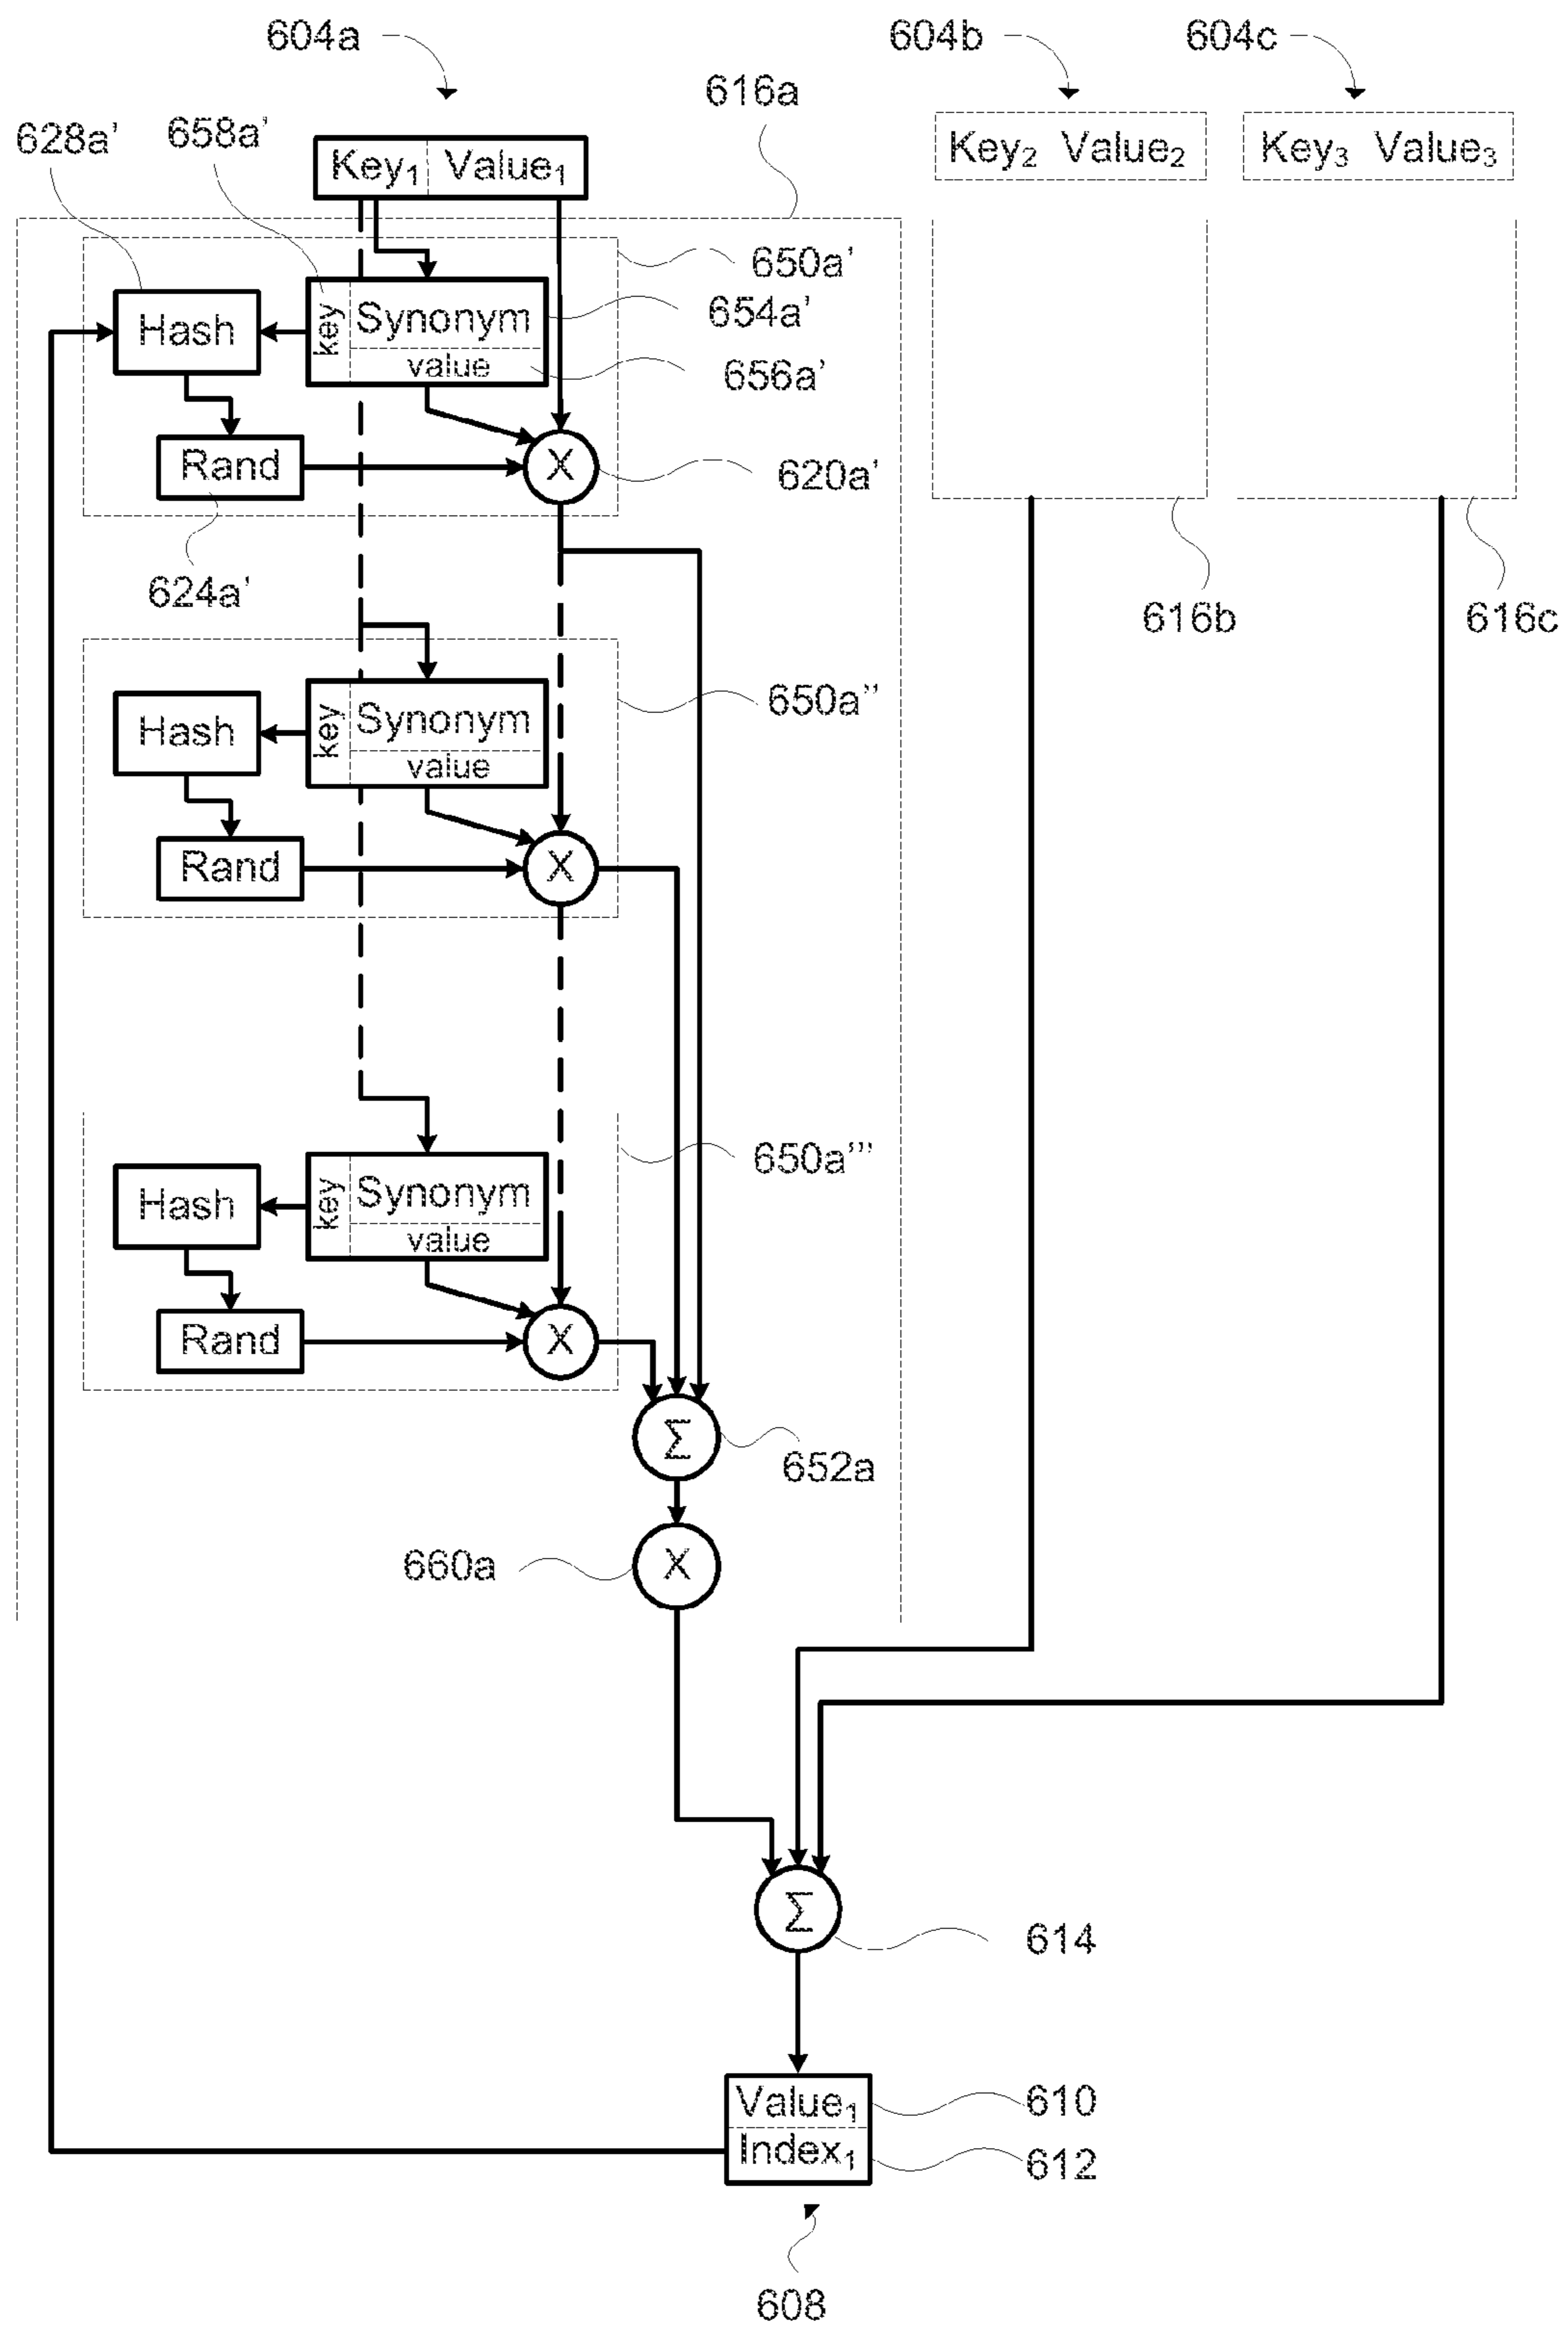 604a 604b 604c
616a
628a' 658a'
Key₁ Value₁ Key₂ Value₂ Key₃ Value₃
650a'
Hash key Synonym 654a'
value 656a'
Rand X 620a'
624a' 616b 616c
Hash key Synonym 650a''
value
Rand X
650a'''
Hash key Synonym
value
Rand X
Σ
652a
660a X
Σ 614
Value₁ 610
Index₁ 612
608